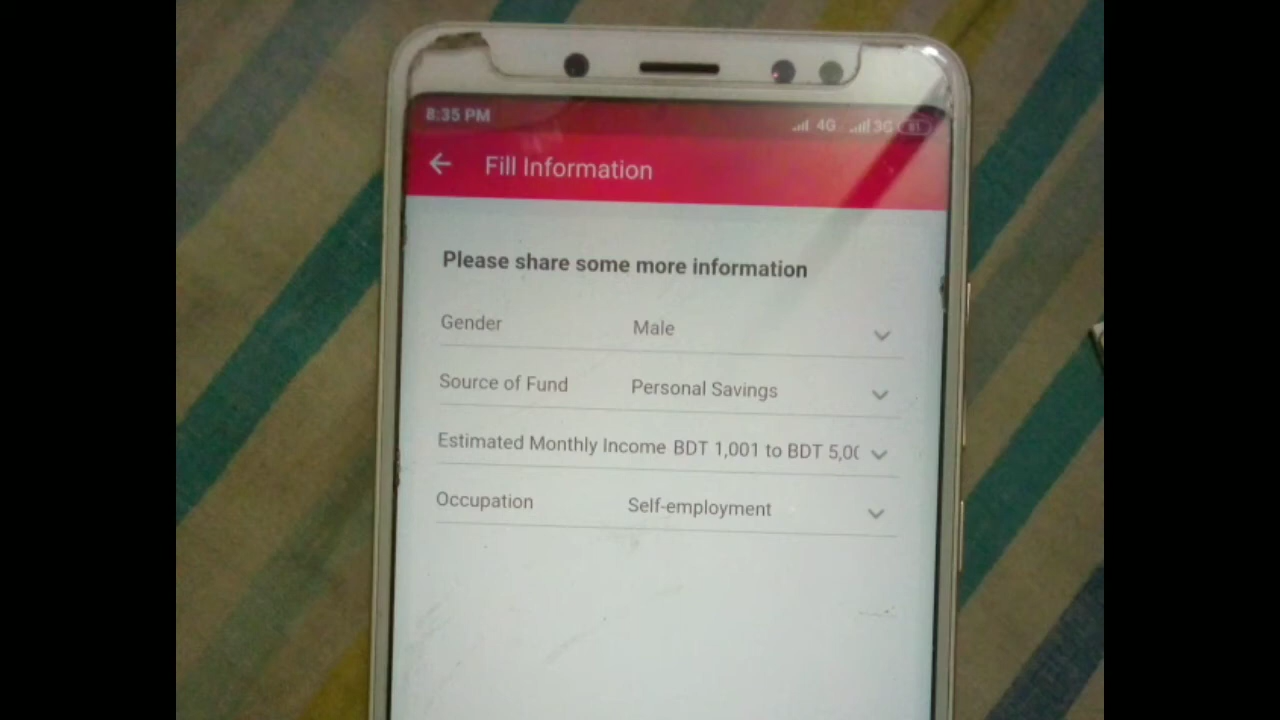 8:35 PM 4G 3G 61
Fill Information
Please share some more information
Gender Male
Source of Fund Personal Savings
Estimated Monthly Income BDT 1,001 to BDT 5,00
Occupation Self-employment